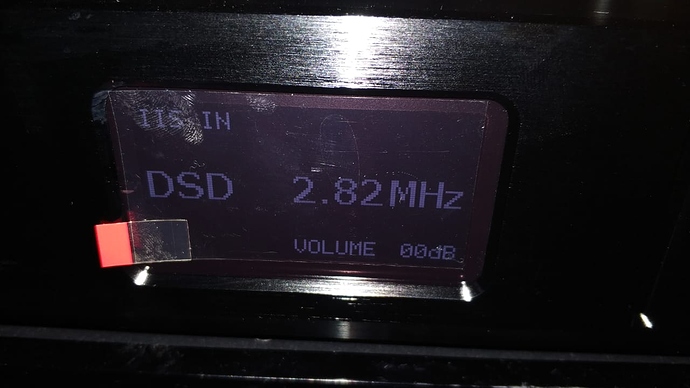 IIS IN
DSD 2.82MHz
VOLUME 00dB